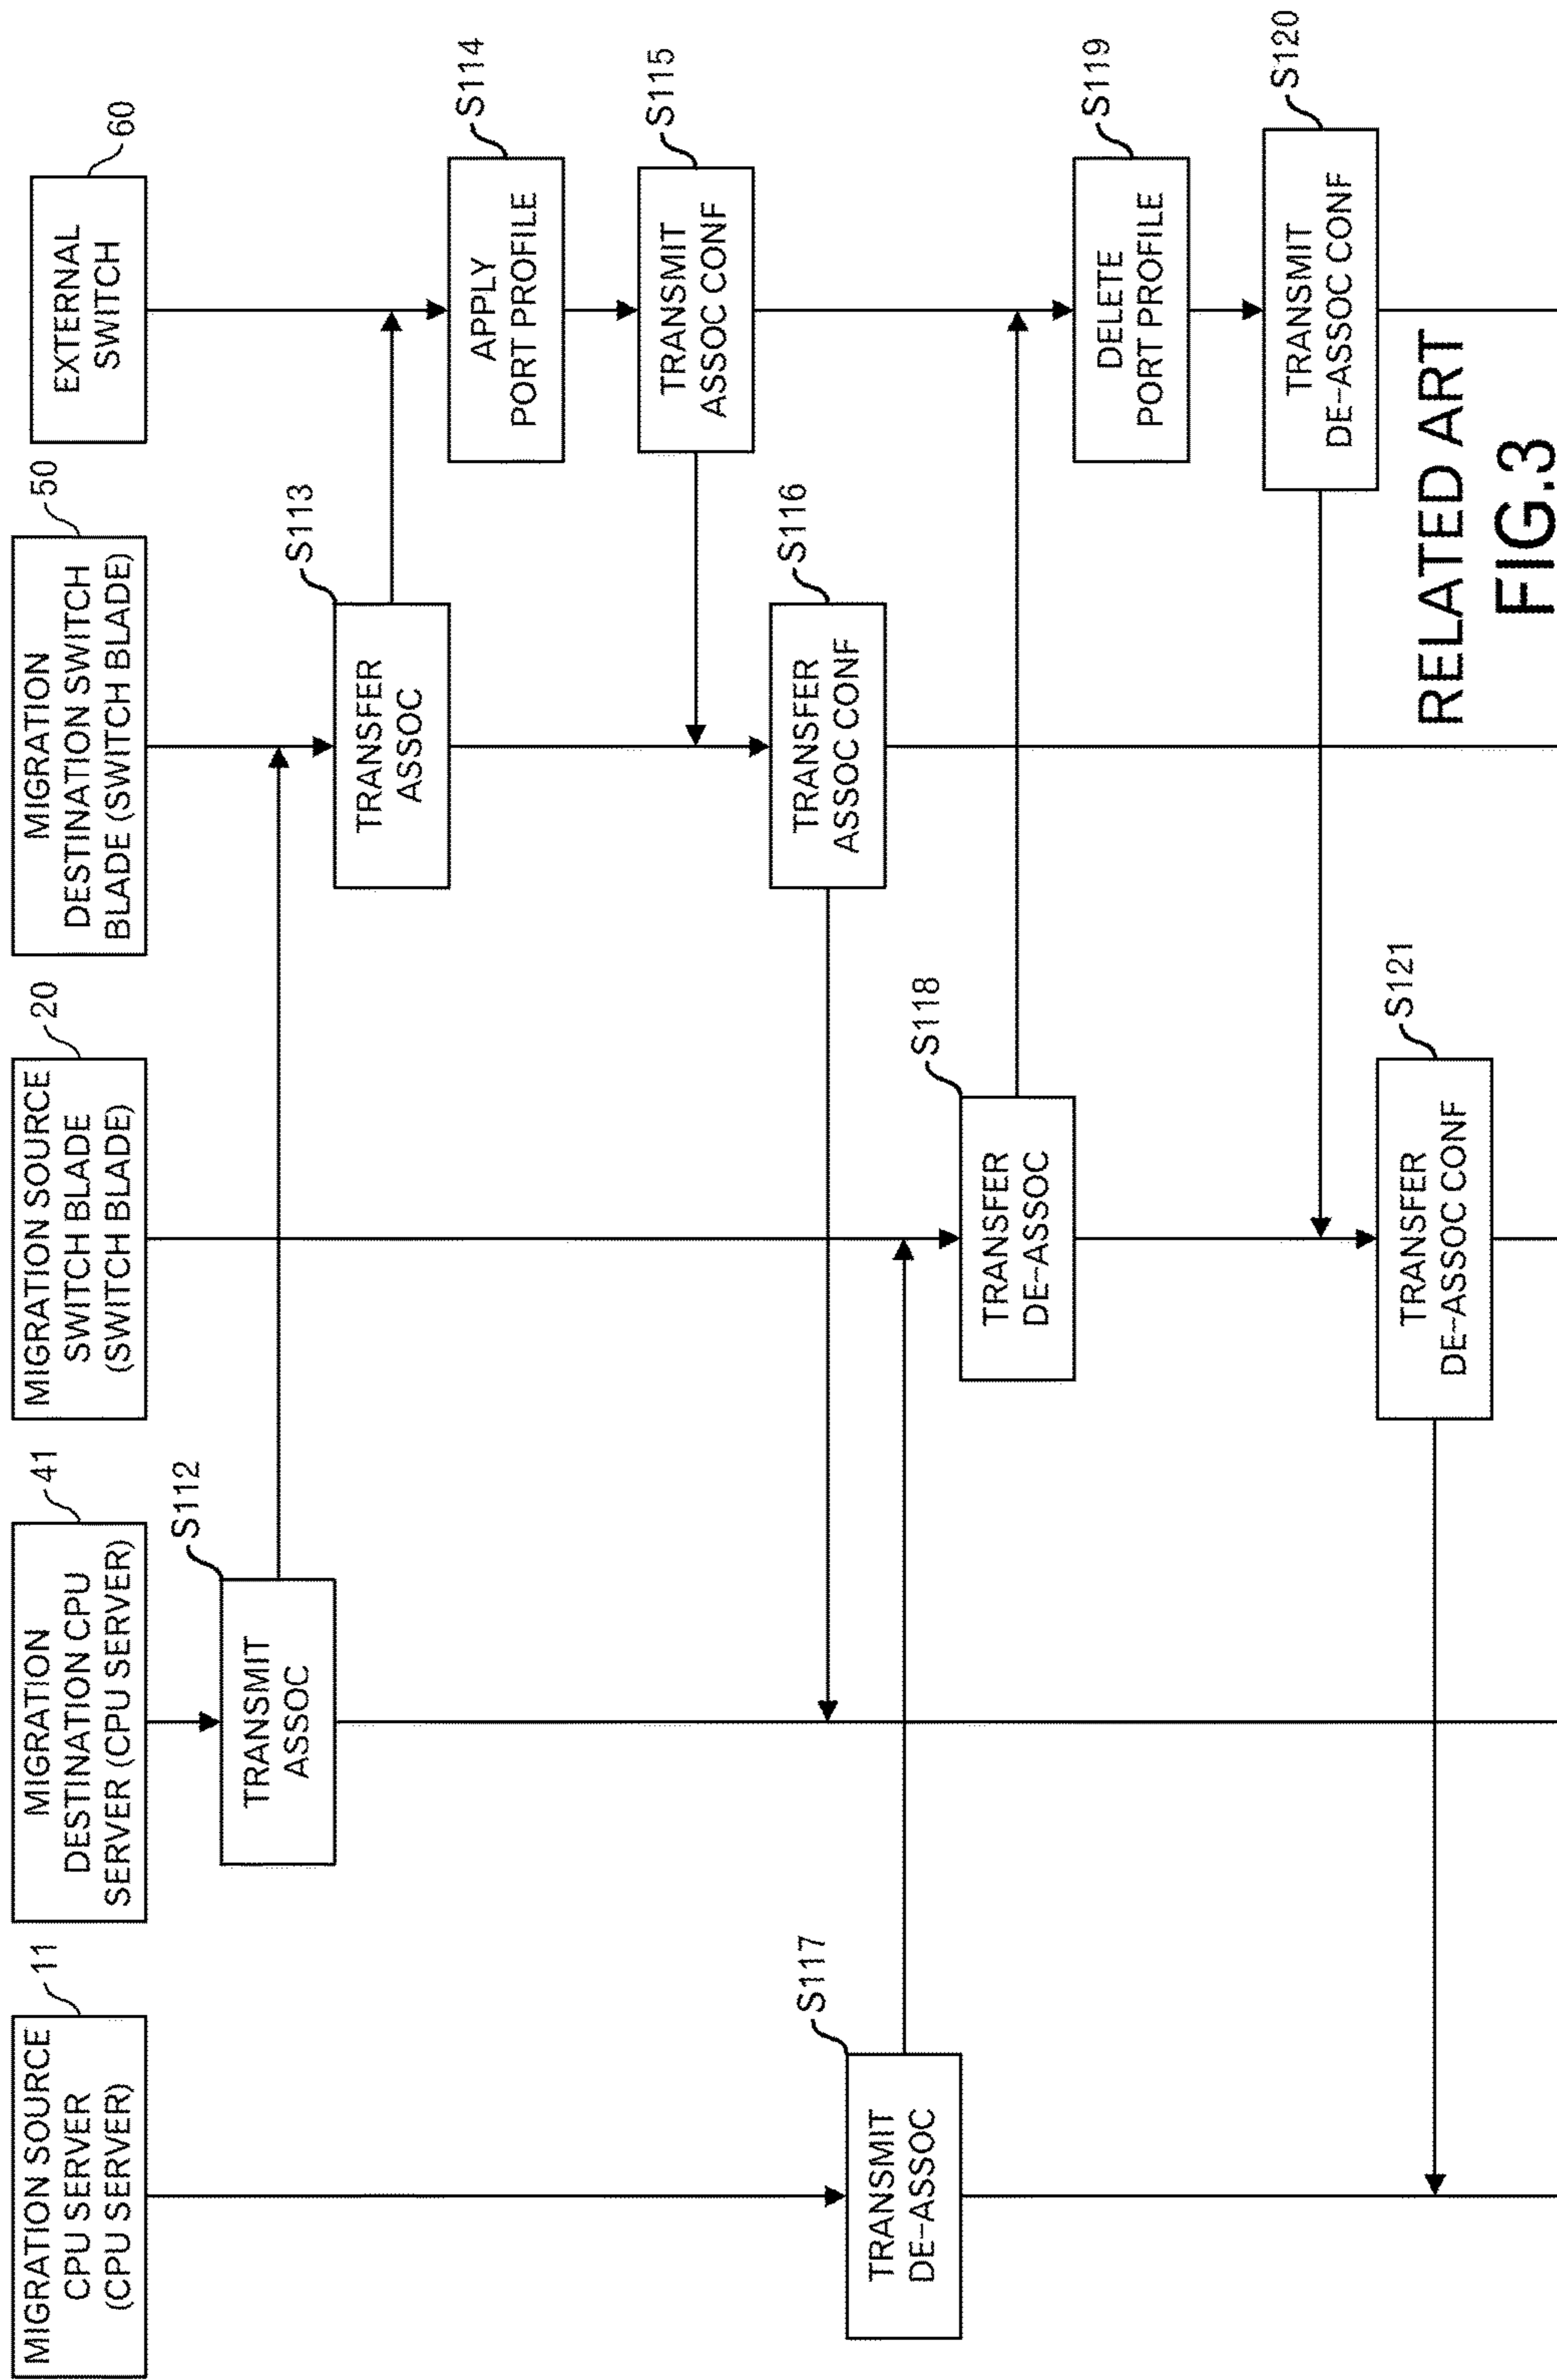 MIGRATION SOURCE
CPU SERVER
(CPU SERVER)
11
MIGRATION
DESTINATION CPU
SERVER (CPU SERVER)
41
MIGRATION SOURCE
SWITCH BLADE
(SWITCH BLADE)
20
MIGRATION
DESTINATION SWITCH
BLADE (SWITCH BLADE)
50
EXTERNAL
SWITCH
60
S112
TRANSMIT
ASSOC
S113
TRANSFER
ASSOC
S114
APPLY
PORT PROFILE
S115
TRANSMIT
ASSOC CONF
S116
TRANSFER
ASSOC CONF
S117
TRANSMIT
DE-ASSOC
S118
TRANSFER
DE-ASSOC
S119
DELETE
PORT PROFILE
S120
TRANSMIT
DE-ASSOC CONF
S121
TRANSFER
DE-ASSOC CONF
RELATED ART
FIG.3